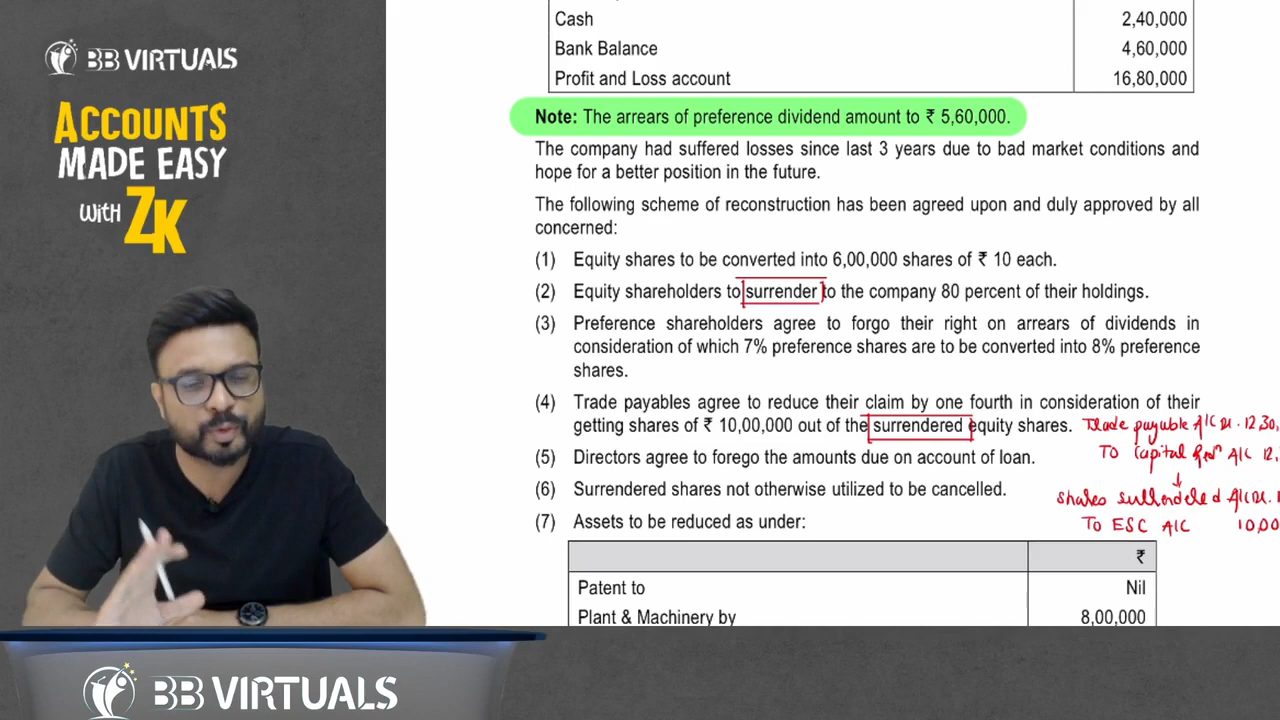 BB VIRTUALS
ACCOUNTS
MADE EASY
with ZK
Cash 2,40,000
Bank Balance 4,60,000
Profit and Loss account 16,80,000
Note: The arrears of preference dividend amount to ₹ 5,60,000.
The company had suffered losses since last 3 years due to bad market conditions and
hope for a better position in the future.
The following scheme of reconstruction has been agreed upon and duly approved by all
concerned:
(1) Equity shares to be converted into 6,00,000 shares of ₹ 10 each.
(2) Equity shareholders to surrender to the company 80 percent of their holdings.
(3) Preference shareholders agree to forgo their right on arrears of dividends in
consideration of which 7% preference shares are to be converted into 8% preference
shares.
(4) Trade payables agree to reduce their claim by one fourth in consideration of their
getting shares of ₹ 10,00,000 out of the surrendered equity shares.
Trade payable A/c Dr. 12,30,
To capital Redn A/C 12,
(5) Directors agree to forego the amounts due on account of loan.
(6) Surrendered shares not otherwise utilized to be cancelled.
Shares surrendered A/c Dr. 1
(7) Assets to be reduced as under:
To ESC A/C 10,00
₹
Patent to Nil
Plant & Machinery by 8,00,000
BB VIRTUALS